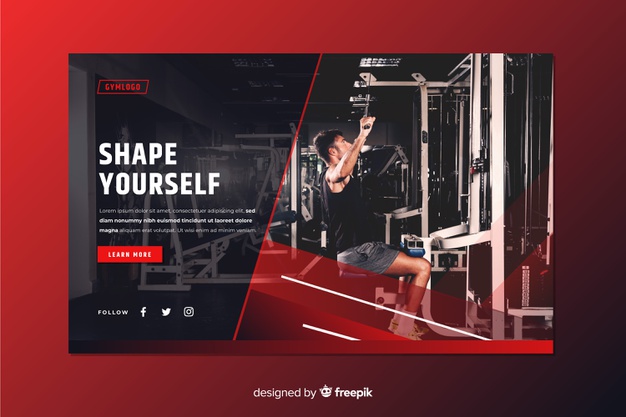 GYMLOGO
SHAPE
YOURSELF
Lorem ipsum dolor sit amet, consectetuer adipiscing elit, sed
diam nonummy nibh euismod tincidunt ut laoreet dolore
magna aliquam erat volutpat. Ut wisi enim ad minim veniam.
LEARN MORE
FOLLOW
designed by freepik